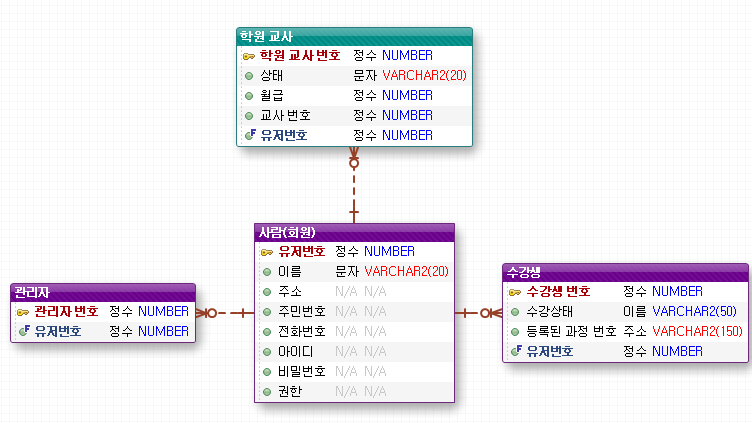 학원 교사
학원 교사 번호 정수 NUMBER
상태 문자 VARCHAR2(20)
월급 정수 NUMBER
교사 번호 정수 NUMBER
F 유저번호 정수 NUMBER
사람(회원)
유저번호 정수 NUMBER
이름 문자 VARCHAR2(20)
주소 N/A N/A
주민번호 N/A N/A
전화번호 N/A N/A
아이디 N/A N/A
비밀번호 N/A N/A
권한 N/A N/A
관리자
관리자 번호 정수 NUMBER
F 유저번호 정수 NUMBER
수강생
수강생 번호 정수 NUMBER
수강상태 이름 VARCHAR2(50)
등록된 과정 번호 주소 VARCHAR2(150)
F 유저번호 정수 NUMBER